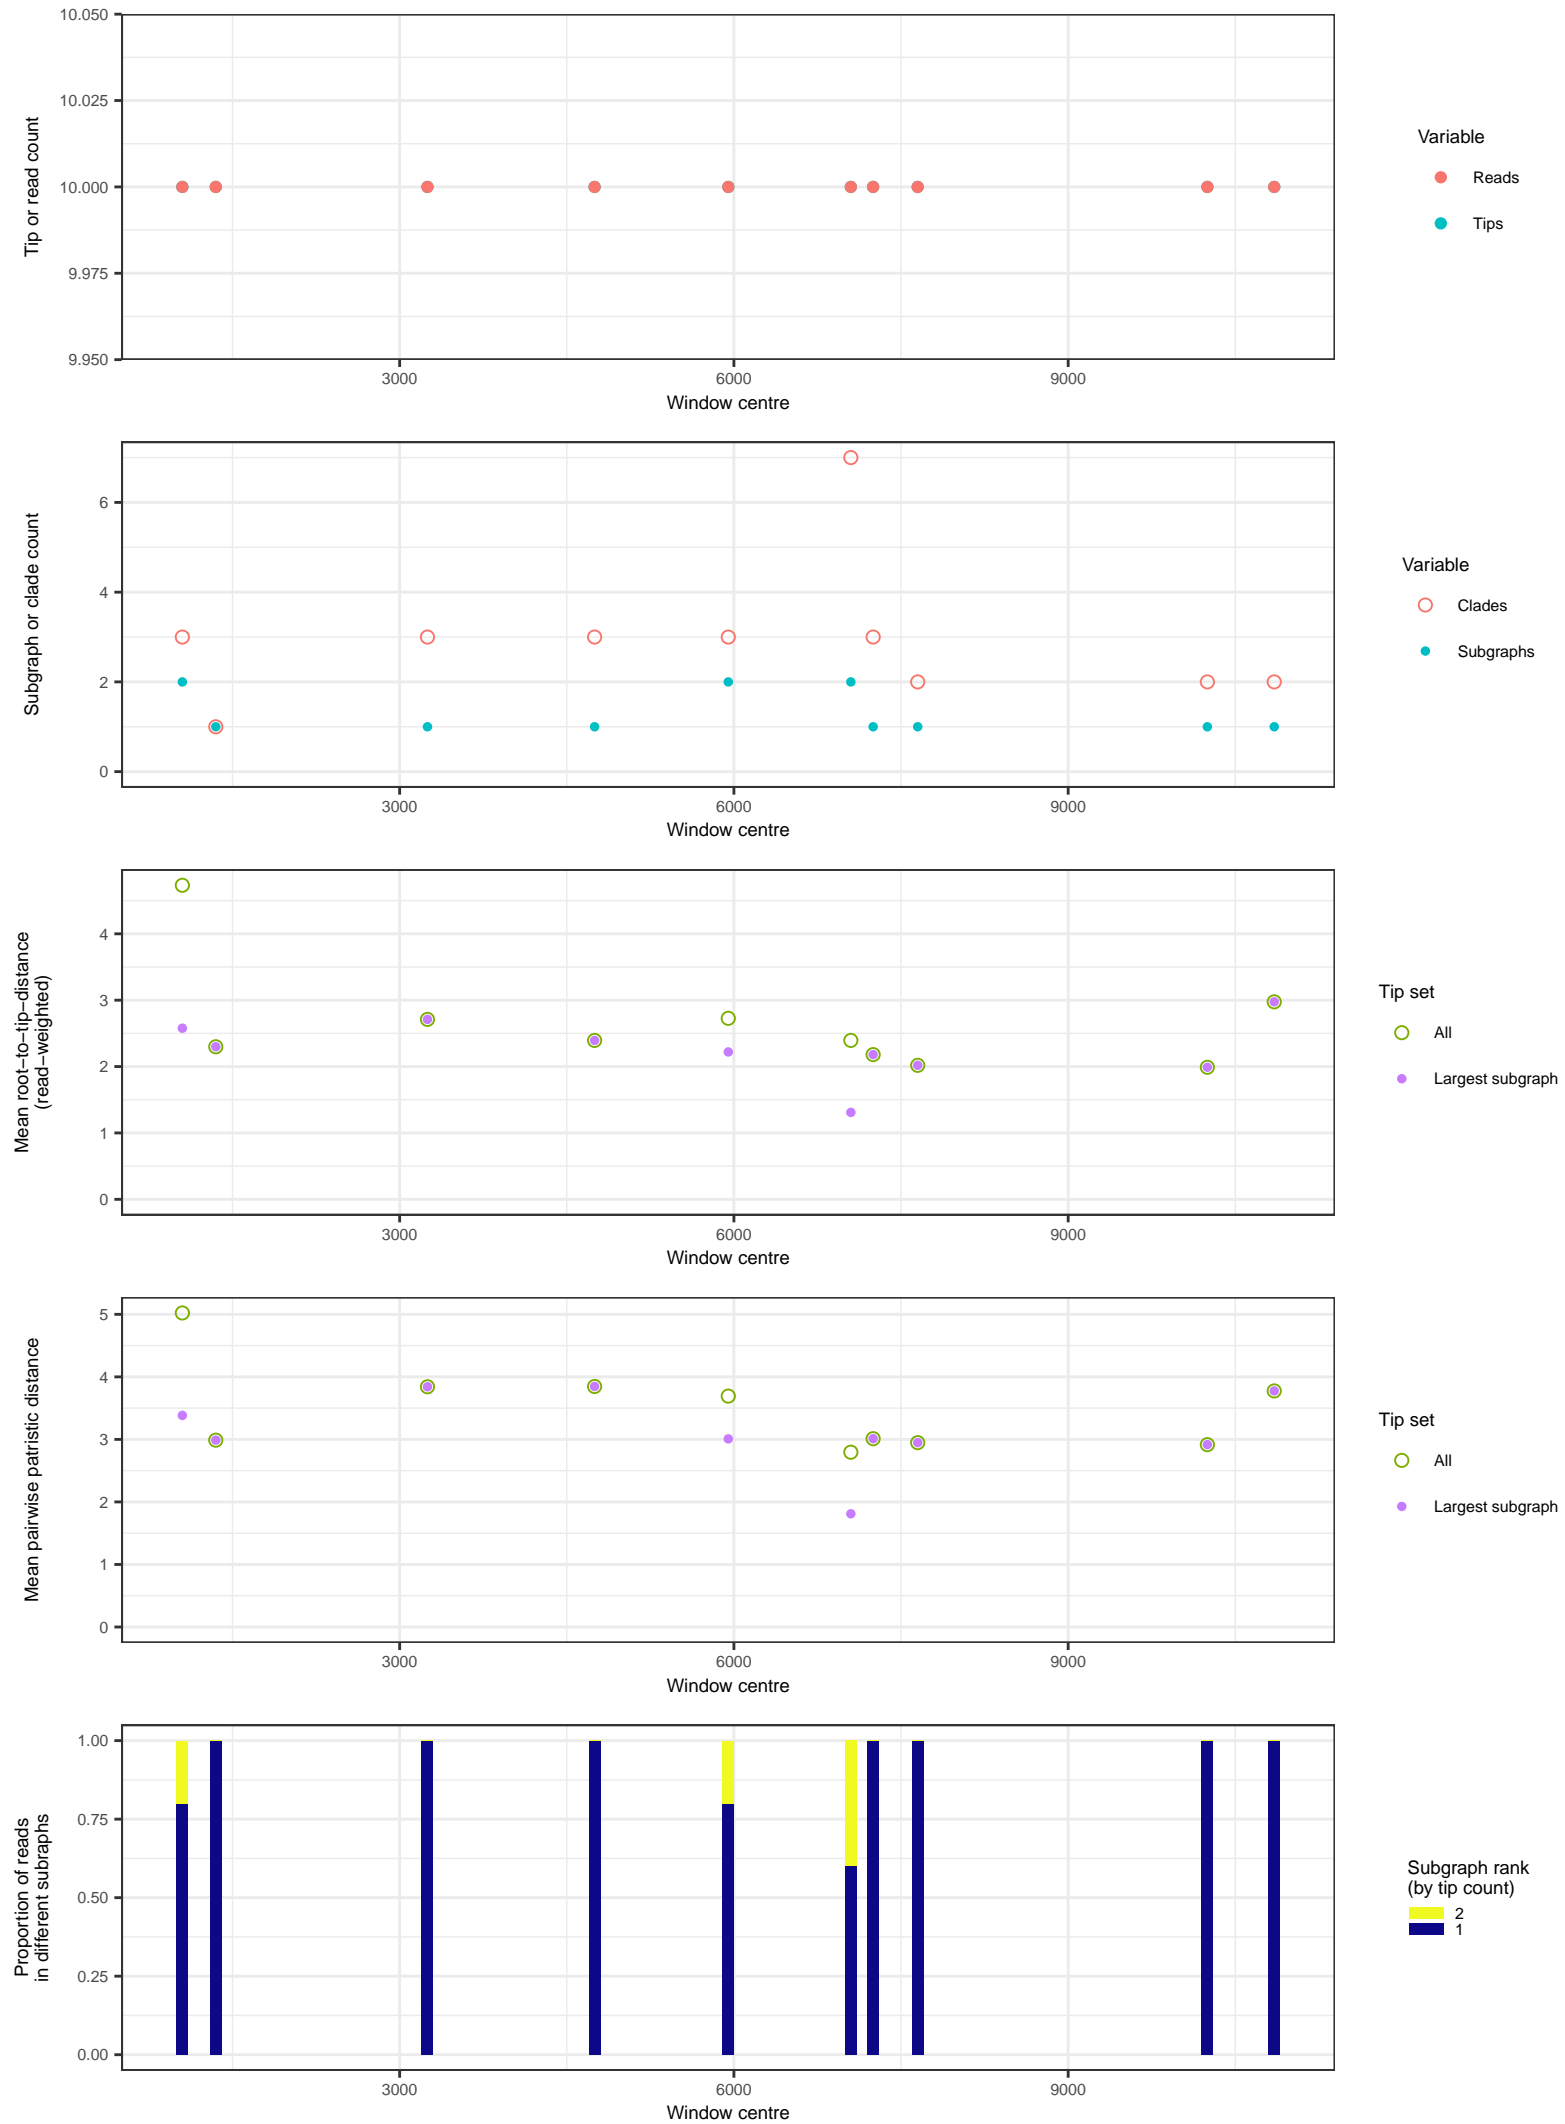 10.050
10.025
10.000
9.975
9.950
Tip or read count
3000
6000
9000
Window centre
Variable
Reads
Tips
6
4
2
0
Subgraph or clade count
3000
6000
9000
Window centre
Variable
Clades
Subgraphs
4
3
2
1
0
Mean root−to−tip−distance
(read−weighted)
3000
6000
9000
Window centre
Tip set
All
Largest subgraph
5
4
3
2
1
0
Mean pairwise patristic distance
3000
6000
9000
Window centre
Tip set
All
Largest subgraph
1.00
0.75
0.50
0.25
0.00
Proportion of reads
in different subraphs
3000
6000
9000
Window centre
Subgraph rank
(by tip count)
2
1